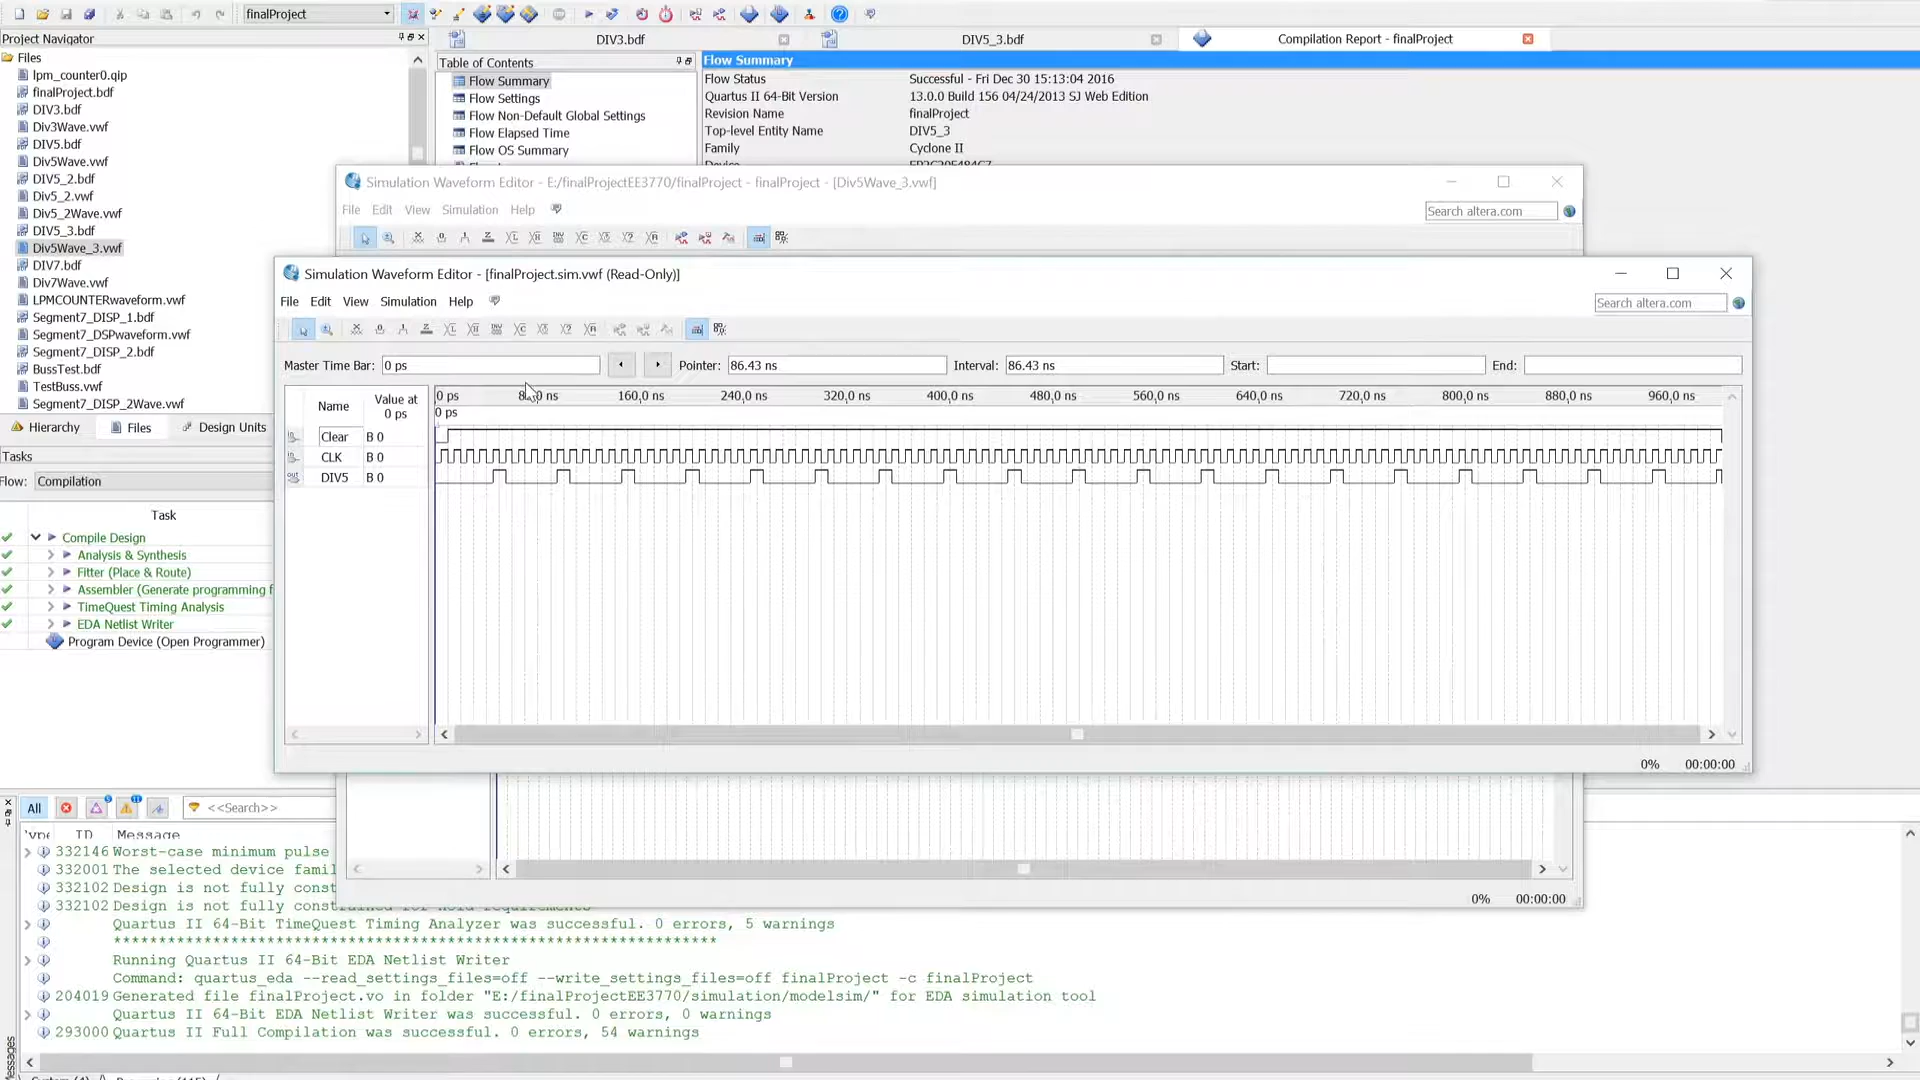 finalProject
Project Navigator
Files
lpm_counter0.qip
finalProject.bdf
DIV3.bdf
Div3Wave.vwf
DIV5.bdf
Div5Wave.vwf
DIV5_2.bdf
Div5_2.vwf
Div5_2Wave.vwf
DIV5_3.bdf
Div5Wave_3.vwf
DIV7.bdf
Div7Wave.vwf
LPMCOUNTERwaveform.vwf
Segment7_DISP_1.bdf
Segment7_DSPwaveform.vwf
Segment7_DISP_2.bdf
BussTest.bdf
TestBuss.vwf
Segment7_DISP_2Wave.vwf
Hierarchy Files Design Units
Tasks
Flow: Compilation
Task
Compile Design
Analysis & Synthesis
Fitter (Place & Route)
Assembler (Generate programming f
TimeQuest Timing Analysis
EDA Netlist Writer
Program Device (Open Programmer)
DIV3.bdf DIV5_3.bdf Compilation Report - finalProject
Table of Contents
Flow Summary
Flow Settings
Flow Non-Default Global Settings
Flow Elapsed Time
Flow OS Summary
Flow Summary
Flow Status Successful - Fri Dec 30 15:13:04 2016
Quartus II 64-Bit Version 13.0.0 Build 156 04/24/2013 SJ Web Edition
Revision Name finalProject
Top-level Entity Name DIV5_3
Family Cyclone II
Simulation Waveform Editor - E:/finalProjectEE3770/finalProject - finalProject - [Div5Wave_3.vwf]
File Edit View Simulation Help
Search altera.com
Simulation Waveform Editor - [finalProject.sim.vwf (Read-Only)]
File Edit View Simulation Help
Search altera.com
Master Time Bar: 0 ps Pointer: 86.43 ns Interval: 86.43 ns Start: End:
Name Value at 0 ps
0 ps 160,0 ns 240,0 ns 320,0 ns 400,0 ns 480,0 ns 560,0 ns 640,0 ns 720,0 ns 800,0 ns 880,0 ns 960,0 ns
0 ps
Clear B 0
CLK B 0
DIV5 B 0
0% 00:00:00
0% 00:00:00
All <<Search>>
ID Message
332146 Worst-case minimum pulse
332001 The selected device famil
332102 Design is not fully const
332102 Design is not fully constrained for hold requirements
Quartus II 64-Bit TimeQuest Timing Analyzer was successful. 0 errors, 5 warnings
*******************************************************************
Running Quartus II 64-Bit EDA Netlist Writer
Command: quartus_eda --read_settings_files=off --write_settings_files=off finalProject -c finalProject
204019 Generated file finalProject.vo in folder "E:/finalProjectEE3770/simulation/modelsim/" for EDA simulation tool
Quartus II 64-Bit EDA Netlist Writer was successful. 0 errors, 0 warnings
293000 Quartus II Full Compilation was successful. 0 errors, 54 warnings